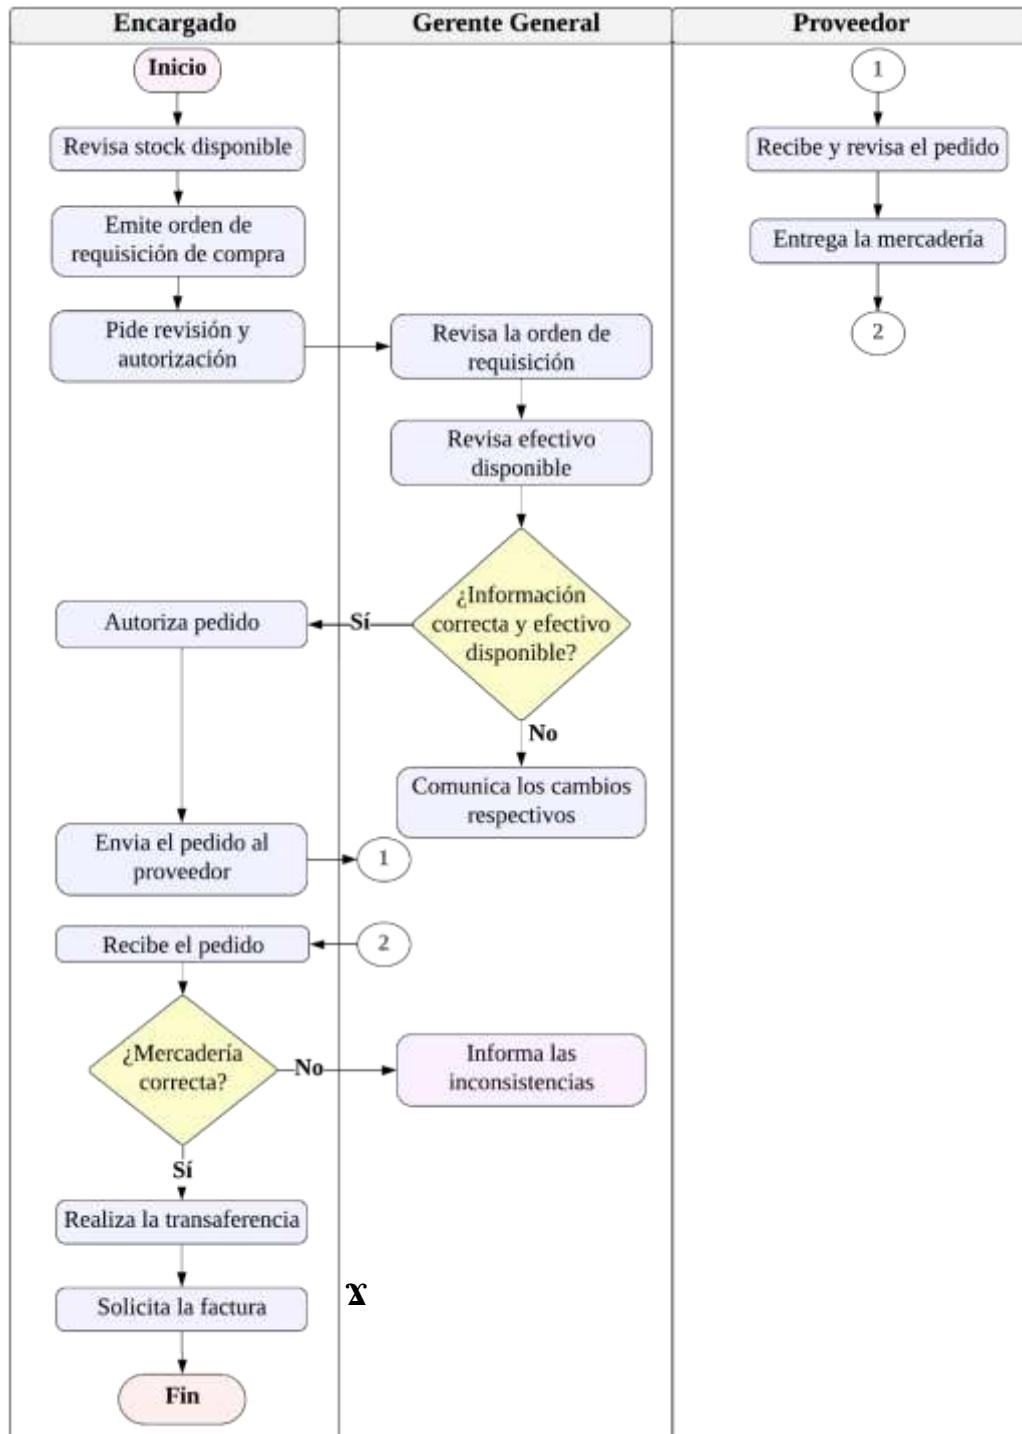 Encargado
Gerente General
Proveedor
Inicio
Revisa stock disponible
Emite orden de
requisición de compra
Pide revisión y
autorización
Revisa la orden de
requisición
Revisa efectivo
disponible
¿Información
correcta y efectivo
disponible?
Sí
Autoriza pedido
No
Comunica los cambios
respectivos
Envia el pedido al
proveedor
1
2
Recibe el pedido
¿Mercadería
correcta?
No
Informa las
inconsistencias
Sí
Realiza la transaferencia
Solicita la factura
Fin
1
Recibe y revisa el pedido
Entrega la mercadería
2